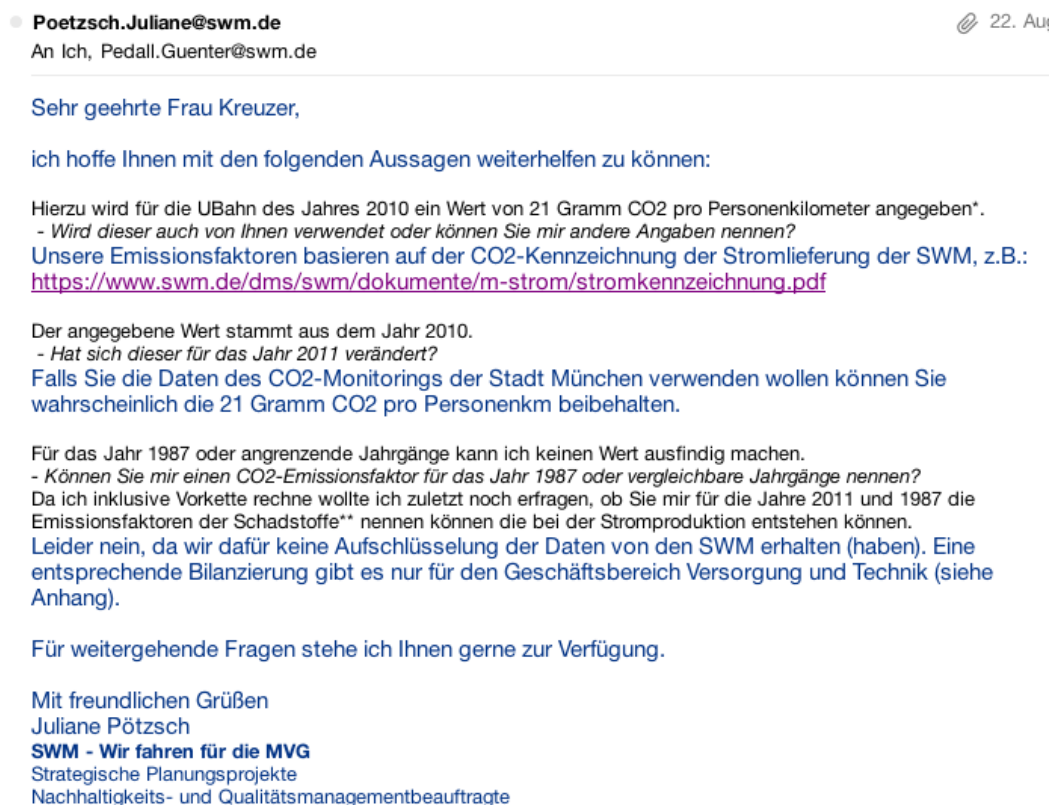 Poetzsch.Juliane@swm.de
22. Aug
An Ich, Pedall.Guenter@swm.de
Sehr geehrte Frau Kreuzer,
ich hoffe Ihnen mit den folgenden Aussagen weiterhelfen zu können:
Hierzu wird für die UBahn des Jahres 2010 ein Wert von 21 Gramm CO2 pro Personenkilometer angegeben*.
- Wird dieser auch von Ihnen verwendet oder können Sie mir andere Angaben nennen?
Unsere Emissionsfaktoren basieren auf der CO2-Kennzeichnung der Stromlieferung der SWM, z.B.:
https://www.swm.de/dms/swm/dokumente/m-strom/stromkennzeichnung.pdf
Der angegebene Wert stammt aus dem Jahr 2010.
- Hat sich dieser für das Jahr 2011 verändert?
Falls Sie die Daten des CO2-Monitorings der Stadt München verwenden wollen können Sie
wahrscheinlich die 21 Gramm CO2 pro Personenkm beibehalten.
Für das Jahr 1987 oder angrenzende Jahrgänge kann ich keinen Wert ausfindig machen.
- Können Sie mir einen CO2-Emissionsfaktor für das Jahr 1987 oder vergleichbare Jahrgänge nennen?
Da ich inklusive Vorkette rechne wollte ich zuletzt noch erfragen, ob Sie mir für die Jahre 2011 und 1987 die
Emissionsfaktoren der Schadstoffe** nennen können die bei der Stromproduktion entstehen können.
Leider nein, da wir dafür keine Aufschlüsselung der Daten von den SWM erhalten (haben). Eine
entsprechende Bilanzierung gibt es nur für den Geschäftsbereich Versorgung und Technik (siehe
Anhang).
Für weitergehende Fragen stehe ich Ihnen gerne zur Verfügung.
Mit freundlichen Grüßen
Juliane Pötzsch
SWM - Wir fahren für die MVG
Strategische Planungsprojekte
Nachhaltigkeits- und Qualitätsmanagementbeauftragte